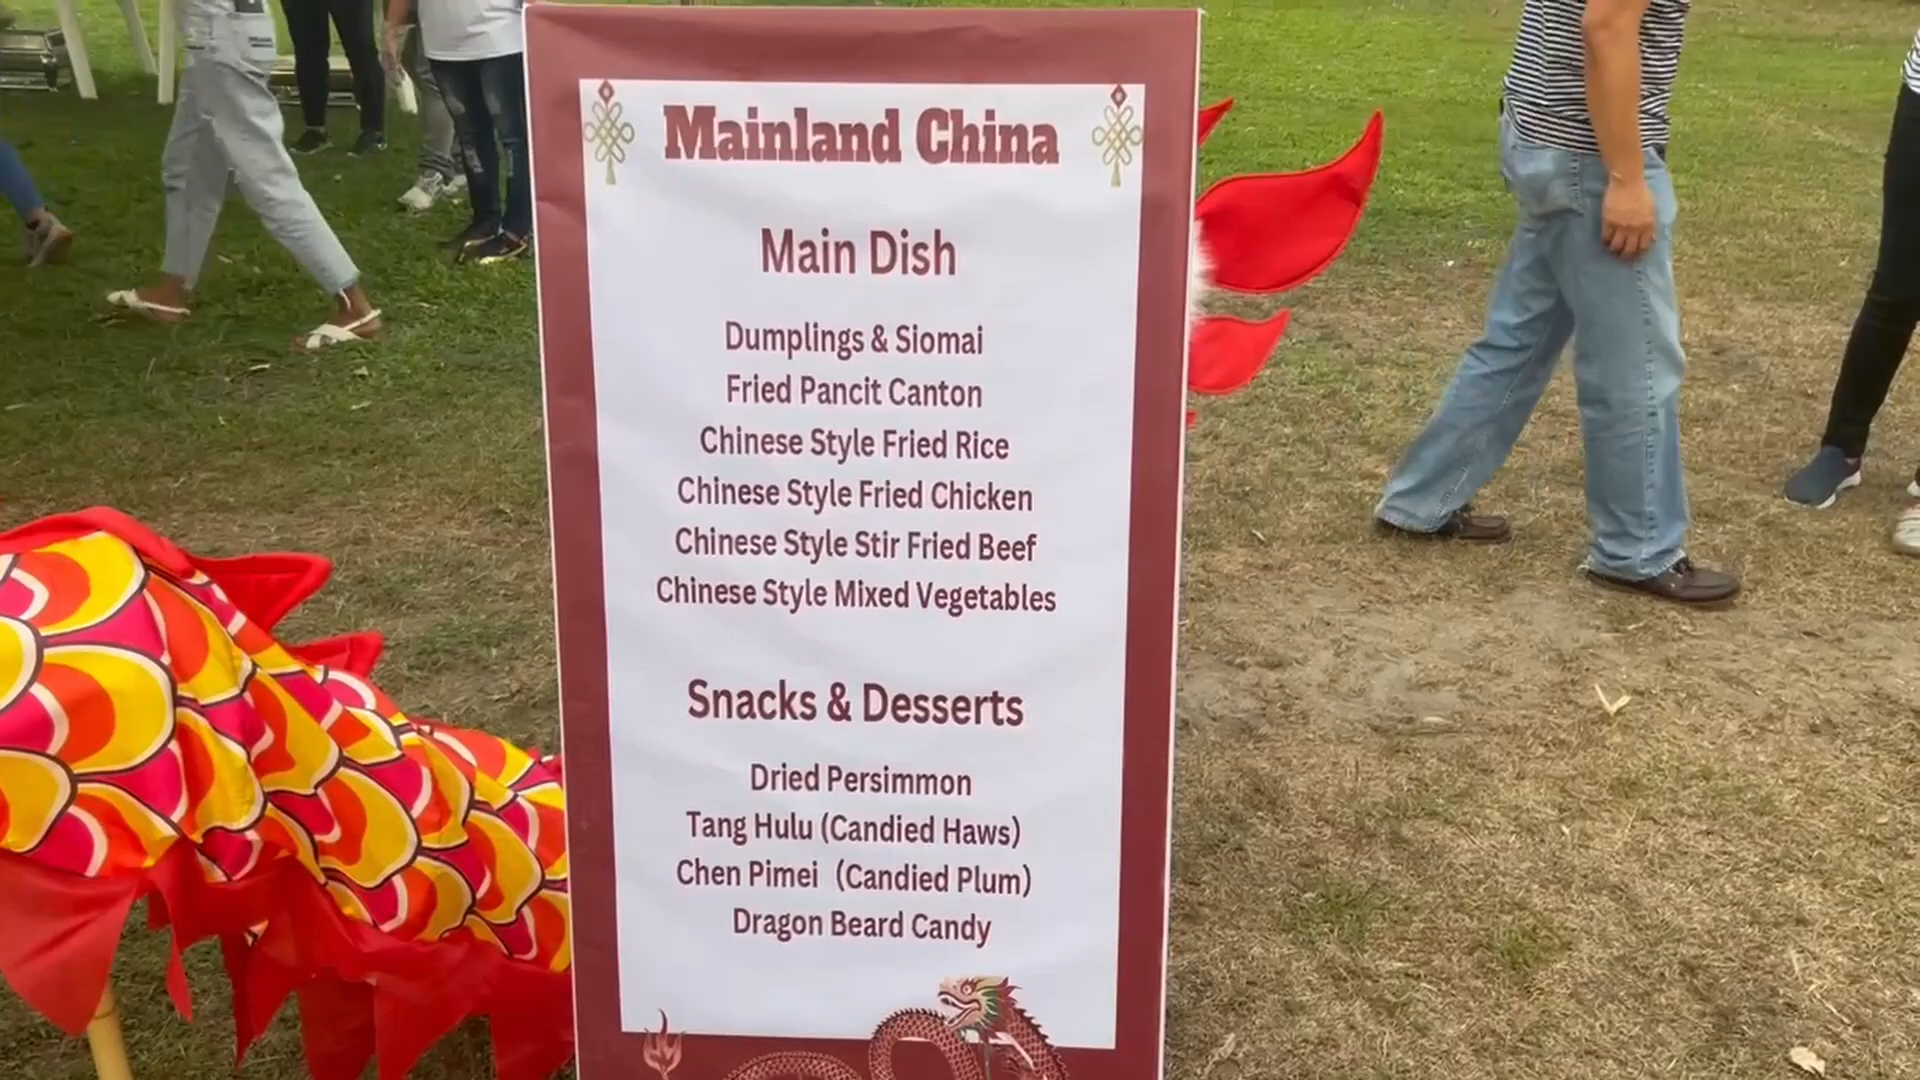 Mainland China
Main Dish
Dumplings & Siomai
Fried Pancit Canton
Chinese Style Fried Rice
Chinese Style Fried Chicken
Chinese Style Stir Fried Beef
Chinese Style Mixed Vegetables
Snacks & Desserts
Dried Persimmon
Tang Hulu (Candied Haws)
Chen Pimei (Candied Plum)
Dragon Beard Candy